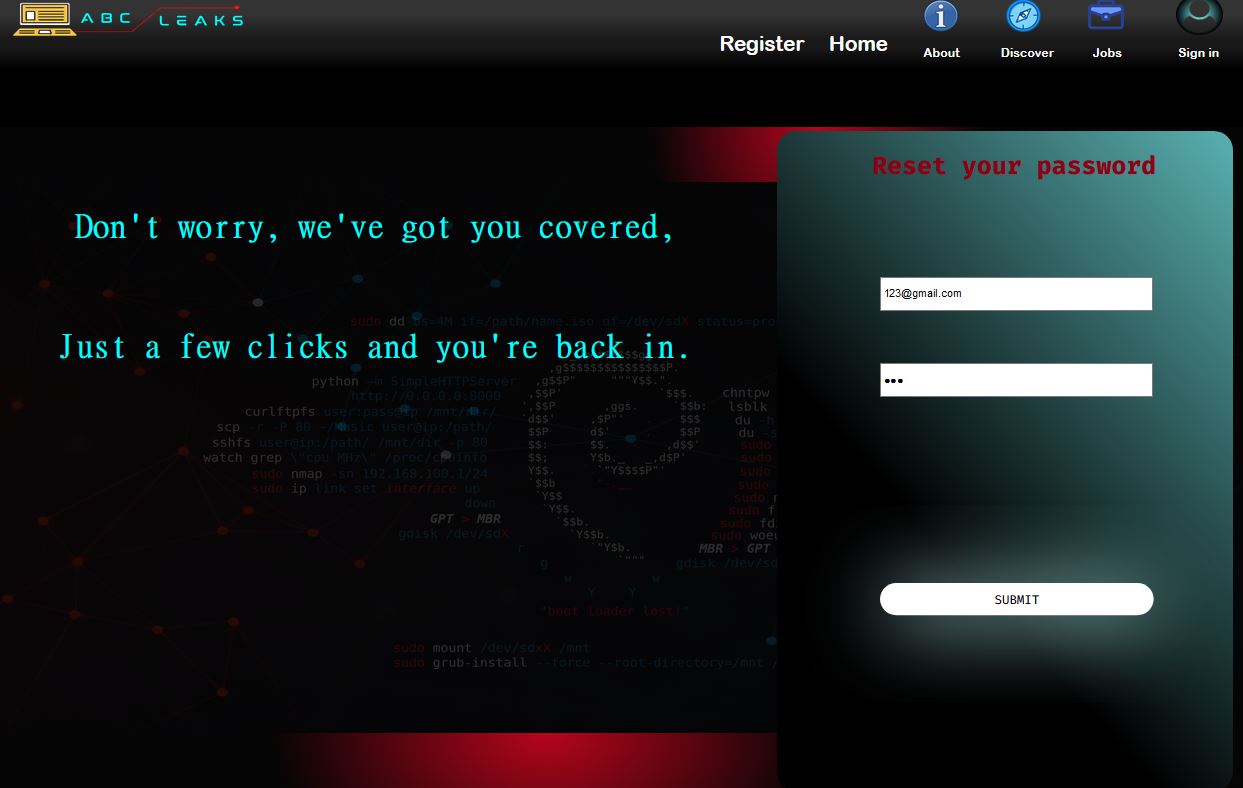 ABC LEAKS
Register Home About Discover Jobs Sign in
Reset your password
Don't worry, we've got you covered,
Just a few clicks and you're back in.
123@gmail.com
•••
SUBMIT
sudo dd bs=4M if=/path/name.iso of=/dev/sdX status=pro
python -m SimpleHTTPServer
http://0.0.0.0:8000
curlftpfs user:pass@ip /mnt/dir/
scp -r -P 80 ~/Music user@ip:/path/
sshfs user@ip:/path/ /mnt/dir -p 80
watch grep \"cpu MHz\" /proc/cpuinfo
sudo nmap -sn 192.168.100.1/24
sudo ip link set interface up
down
GPT > MBR
gdisk /dev/sdX
chntpw
lsblk
du -h
du -s
sudo
sudo
sudo
sudo
sudo
sudo f
sudo fdi
sudo woeu
MBR > GPT
gdisk /dev/sd
r
g
w w
Y Y
"boot loader lost!"
sudo mount /dev/sdxX /mnt
sudo grub-install --force --root-directory=/mnt /